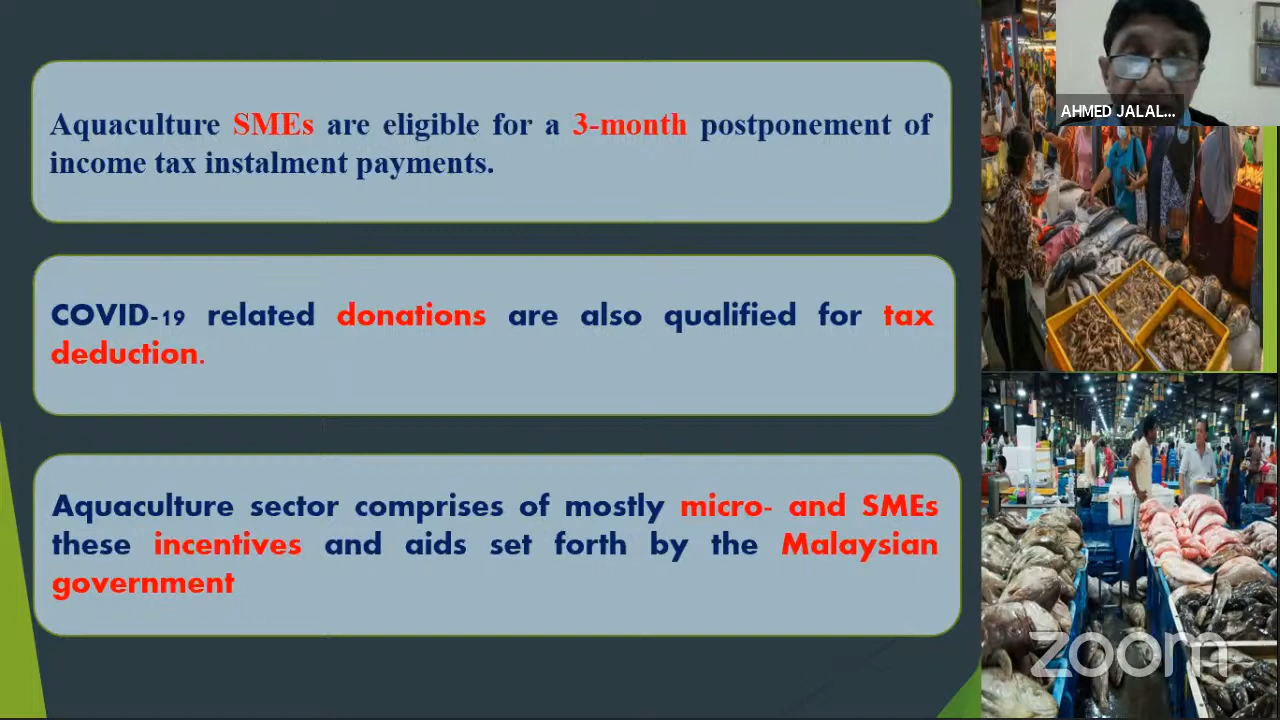 Aquaculture SMEs are eligible for a 3-month postponement of
income tax instalment payments.
COVID-19 related donations are also qualified for tax
deduction.
Aquaculture sector comprises of mostly micro- and SMEs
these incentives and aids set forth by the Malaysian
government
AHMED JALAL...
zoom